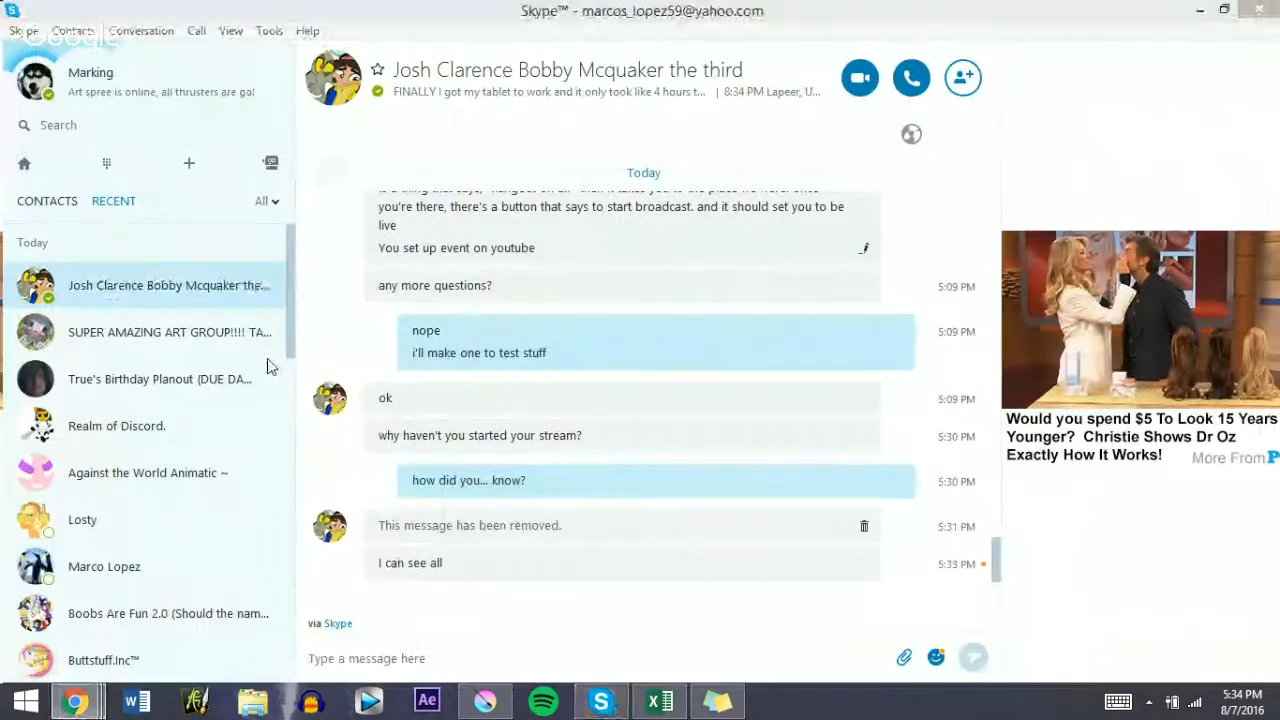 Skype™ - marcos_lopez59@yahoo.com
Skype Contacts Conversation Call View Tools Help
Google
Marking
Art spree is online, all thrusters are go!
Search
CONTACTS RECENT All
Today
Josh Clarence Bobby Mcquaker the...
SUPER AMAZING ART GROUP!!!! TA...
True's Birthday Planout (DUE DA...
Realm of Discord.
Against the World Animatic ~
Losty
Marco Lopez
Boobs Are Fun 2.0 (Should the nam...
Buttstuff.Inc™
Josh Clarence Bobby Mcquaker the third
FINALLY I got my tablet to work and it only took like 4 hours t... | 8:34 PM Lapeer, U...
Today
you're there, there's a button that says to start broadcast. and it should set you to be
live
You set up event on youtube
any more questions? 5:09 PM
nope 5:09 PM
i'll make one to test stuff
ok 5:09 PM
why haven't you started your stream? 5:30 PM
how did you... know? 5:30 PM
This message has been removed. 5:31 PM
I can see all 5:33 PM
via Skype
Type a message here
Would you spend $5 To Look 15 Years
Younger? Christie Shows Dr Oz
Exactly How It Works! More From P
W Ae S X
5:34 PM
8/7/2016